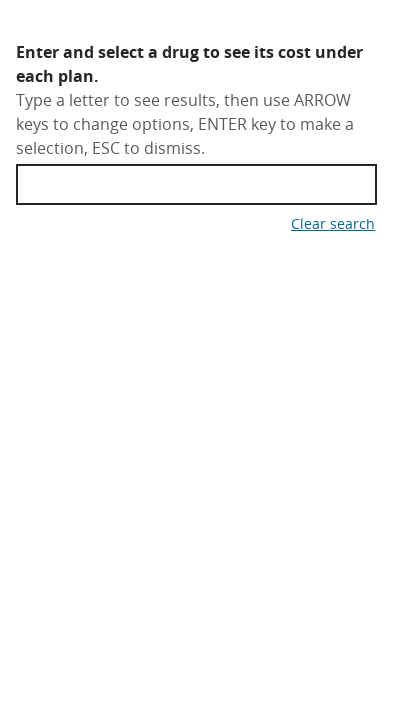 Enter and select a drug to see its cost under
each plan.
Type a letter to see results, then use ARROW
keys to change options, ENTER key to make a
selection, ESC to dismiss.
Clear search